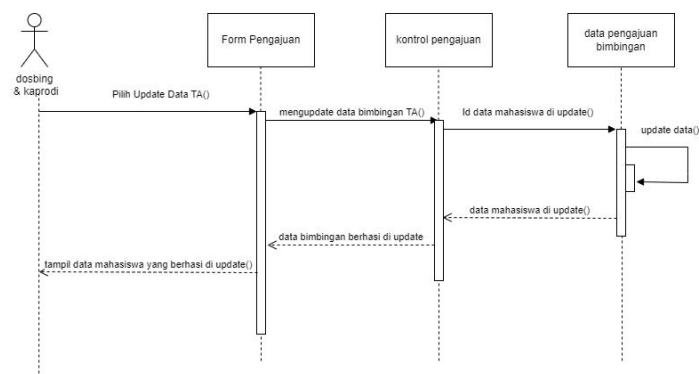 Form Pengajuan
kontrol pengajuan
data pengajuan
bimbingan
dosbing
& kaprodi
Pilih Update Data TA()
mengupdate data bimbingan TA()
Id data mahasiswa di update()
update data()
data mahasiswa di update()
data bimbingan berhasi di update
tampil data mahasiswa yang berhasi di update()